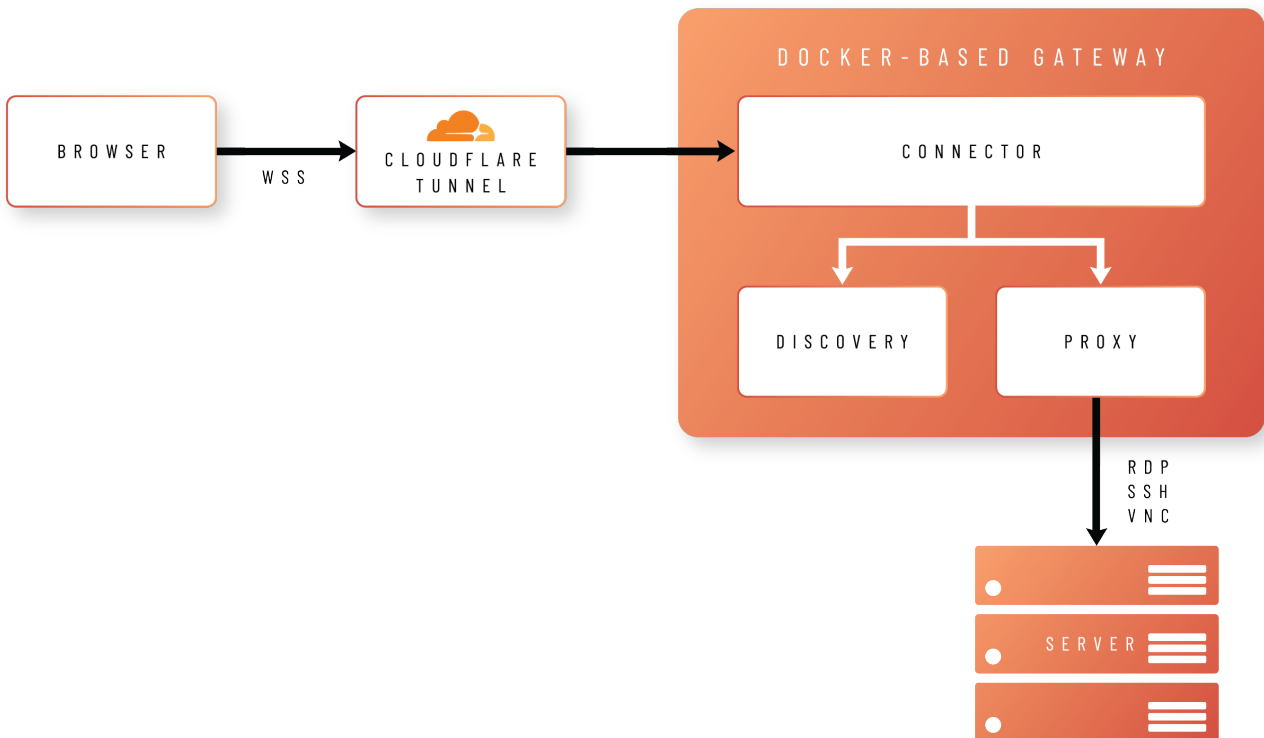 DOCKER-BASED GATEWAY
BROWSER
WSS
CLOUDFLARE
TUNNEL
CONNECTOR
DISCOVERY
PROXY
RDP
SSH
VNC
SERVER